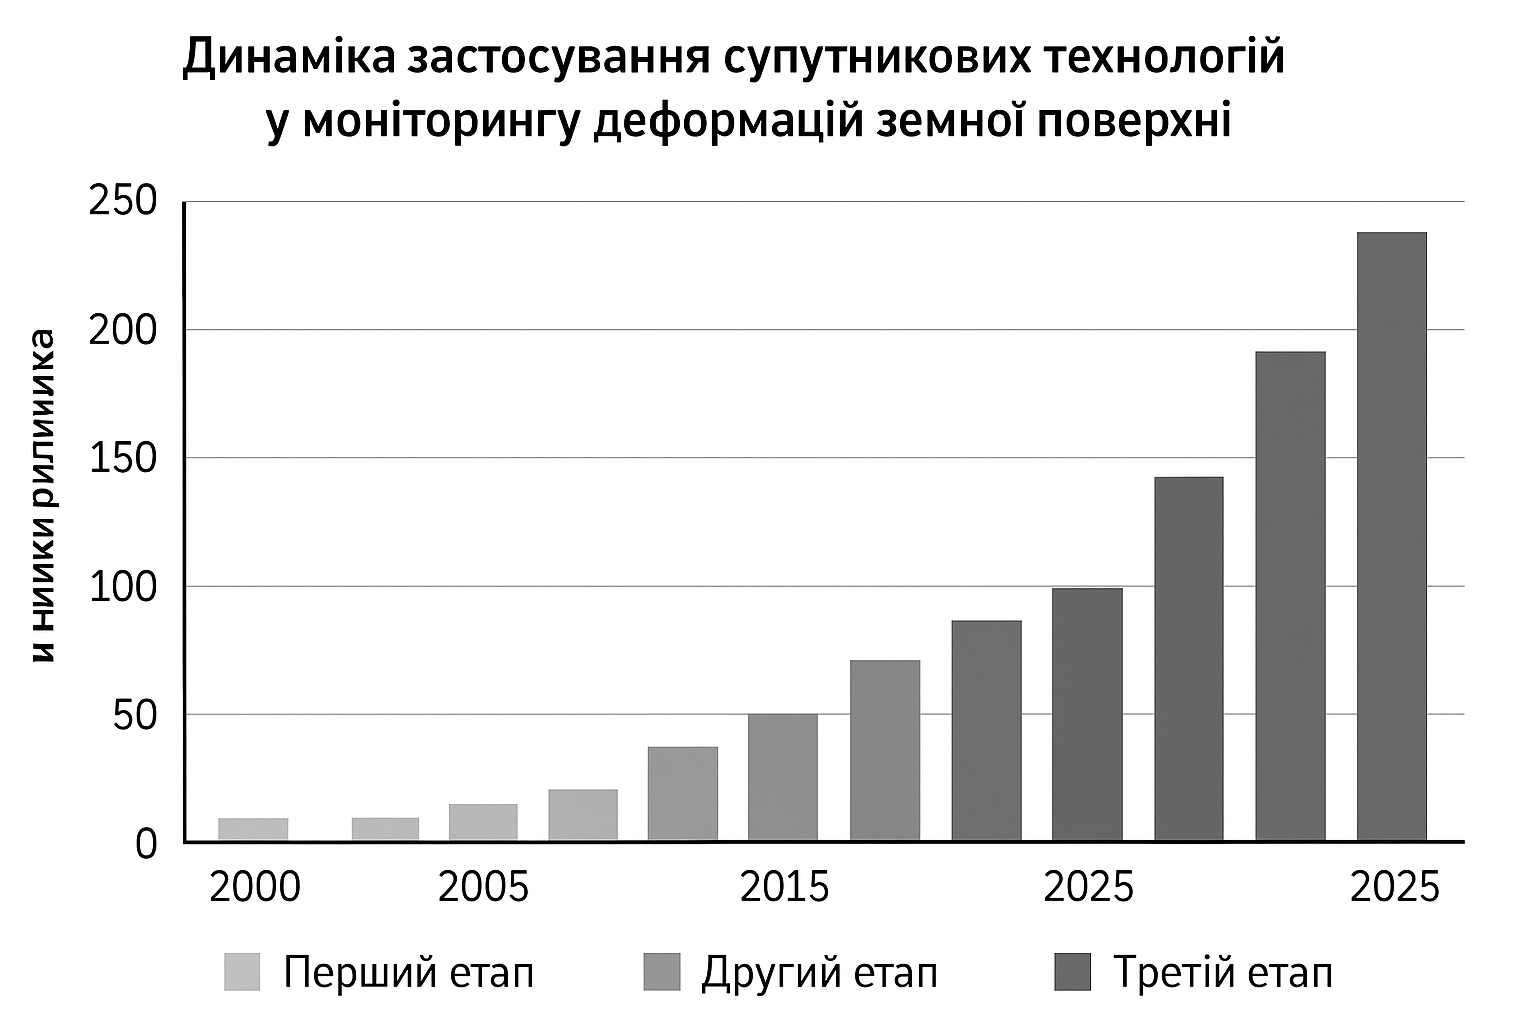 Динаміка застосування супутникових технологій
у моніторингу деформацій земної поверхні
250
200
150
100
50
0
и ниики рилииика
2000 2005 2015 2025 2025
Перший етап Другий етап Третій етап